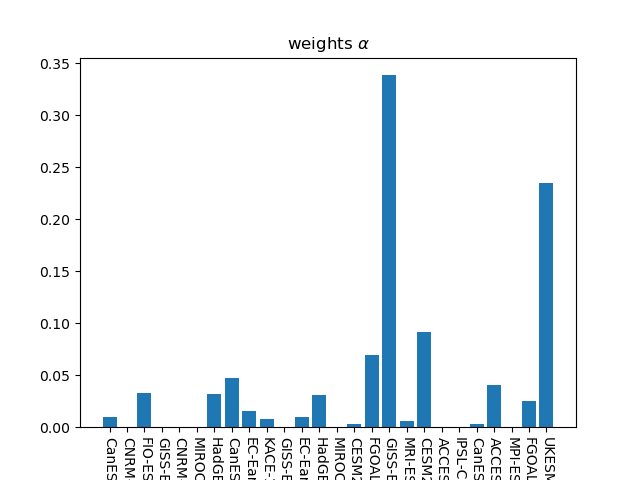 weights α
0.35
0.30
0.25
0.20
0.15
0.10
0.05
0.00
CanES
CNRM-
FIO-ES
GISS-E
CNRM-
MIROC
HadGE
CanES
EC-Ear
KACE-1
GISS-E
EC-Ear
HadGE
MIROC
CESM2
FGOAL
GISS-E
MRI-ES
CESM2
ACCES
IPSL-C
CanES
ACCES
MPI-ES
FGOAL
UKESM